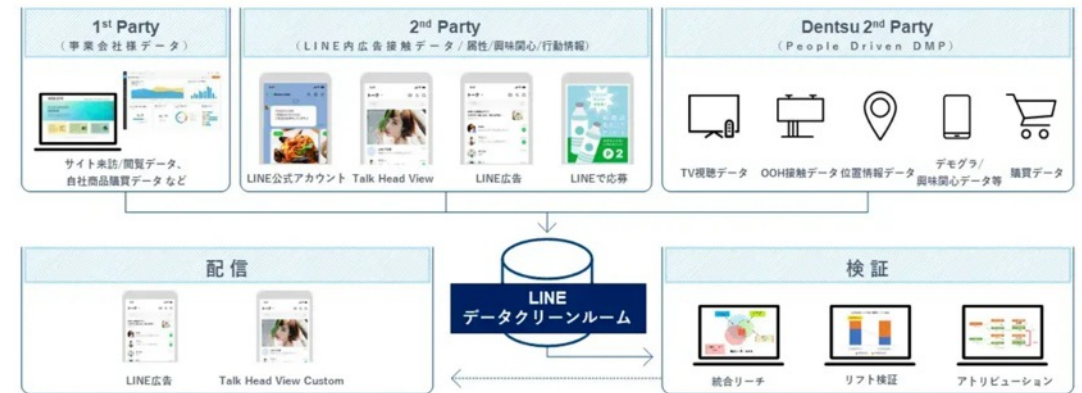 1st Party
(事業会社様データ)
サイト来訪/閲覧データ、
自社商品購買データ など
2nd Party
(LINE内広告接触データ/属性/興味関心/行動情報)
LINE公式アカウント
Talk Head View
LINE広告
LINEで応募
Dentsu 2nd Party
(People Driven DMP)
TV視聴データ
OOH接触データ
位置情報データ
デモグラ/
興味関心データ等
購買データ
配信
LINE広告
Talk Head View Custom
LINE
データクリーンルーム
検証
統合リーチ
リフト検証
アトリビューション